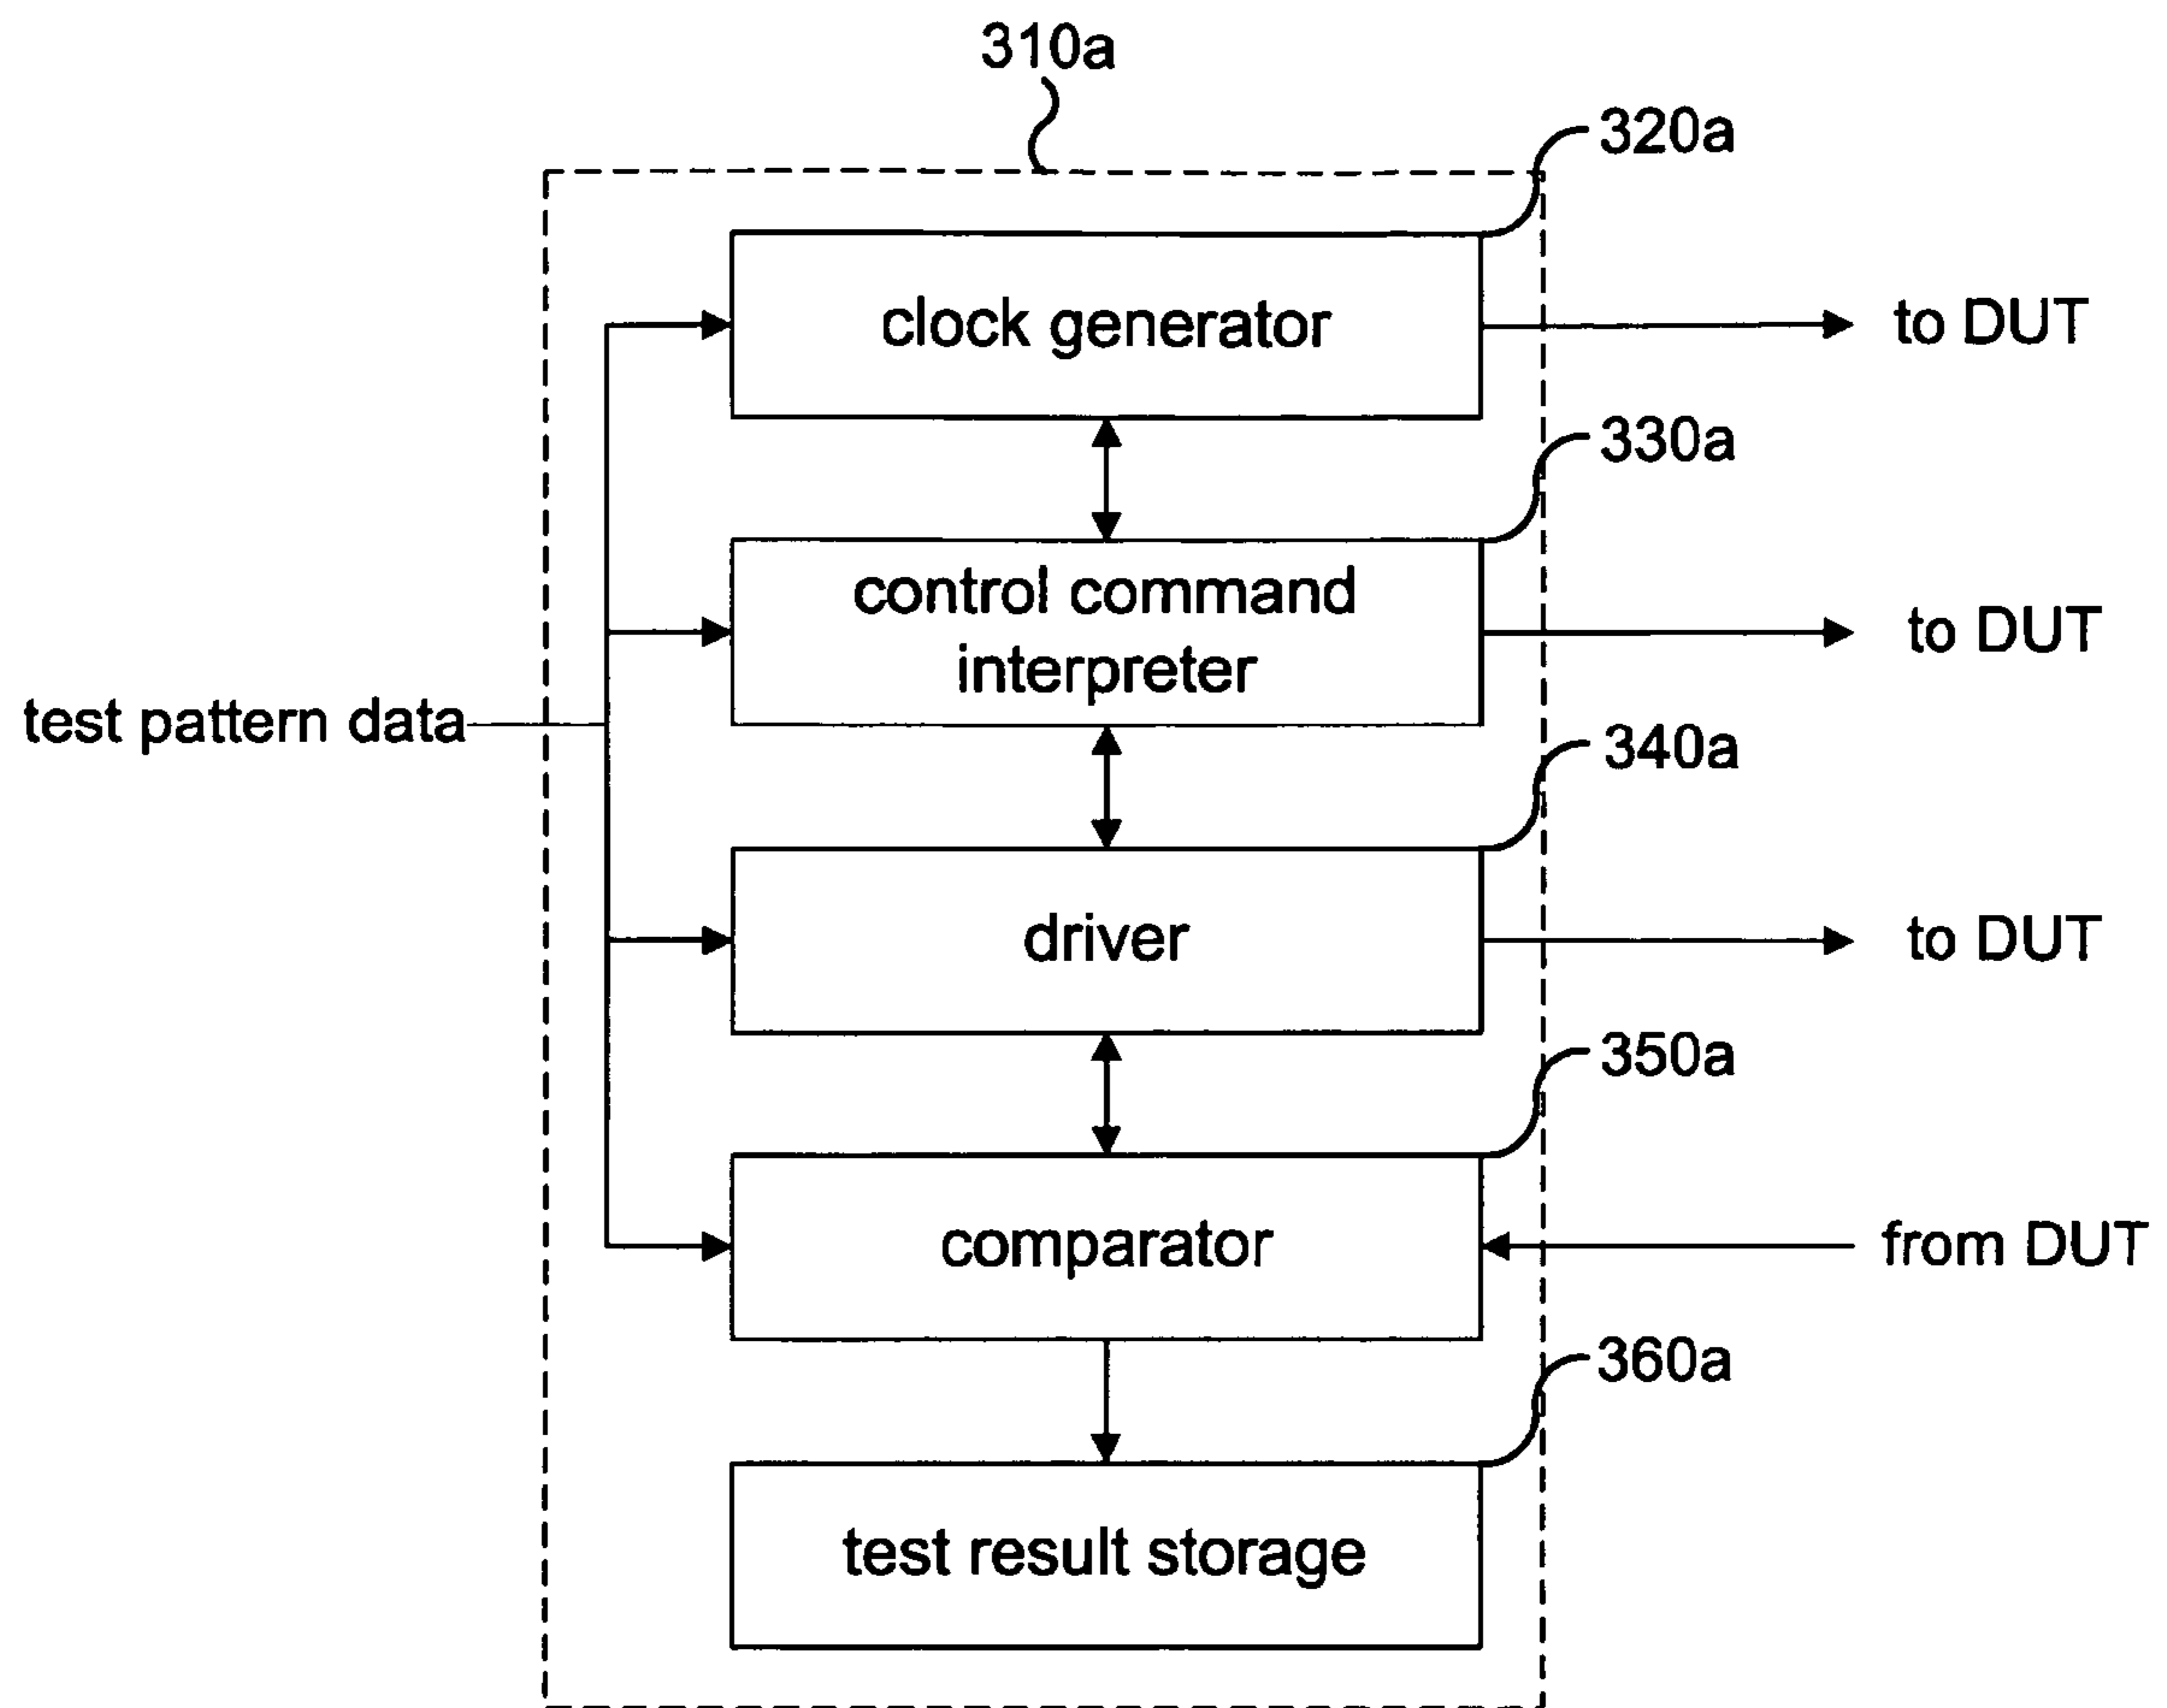 310a
320a
clock generator
to DUT
330a
control command
interpreter
to DUT
test pattern data
340a
driver
to DUT
350a
comparator
from DUT
360a
test result storage